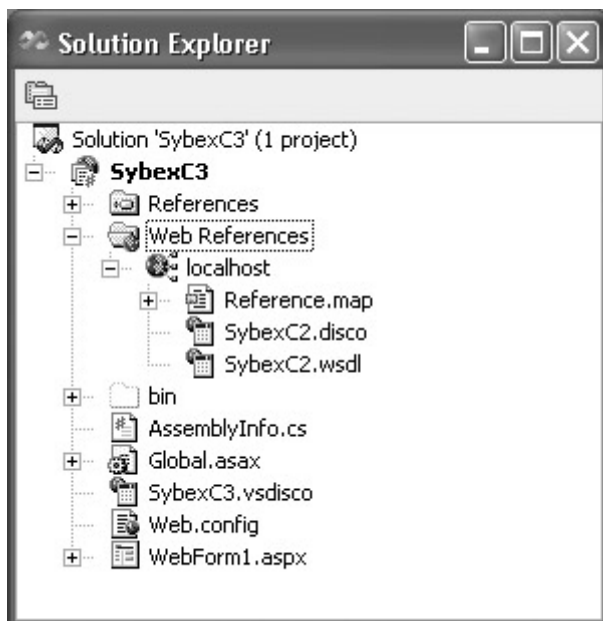 Solution Explorer
Solution 'SybexC3' (1 project)
SybexC3
References
Web References
localhost
Reference.map
SybexC2.disco
SybexC2.wsdl
bin
AssemblyInfo.cs
Global.asax
SybexC3.vsdisco
Web.config
WebForm1.aspx